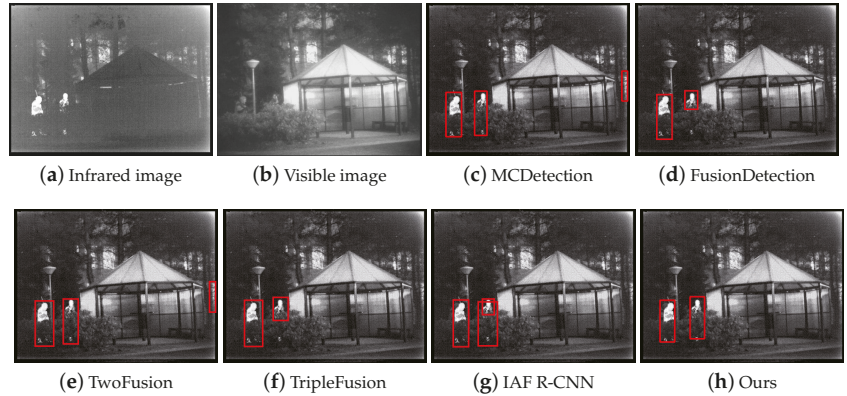 (a) Infrared image
(b) Visible image
(c) MCDetection
(d) FusionDetection
(e) TwoFusion
(f) TripleFusion
(g) IAF R-CNN
(h) Ours